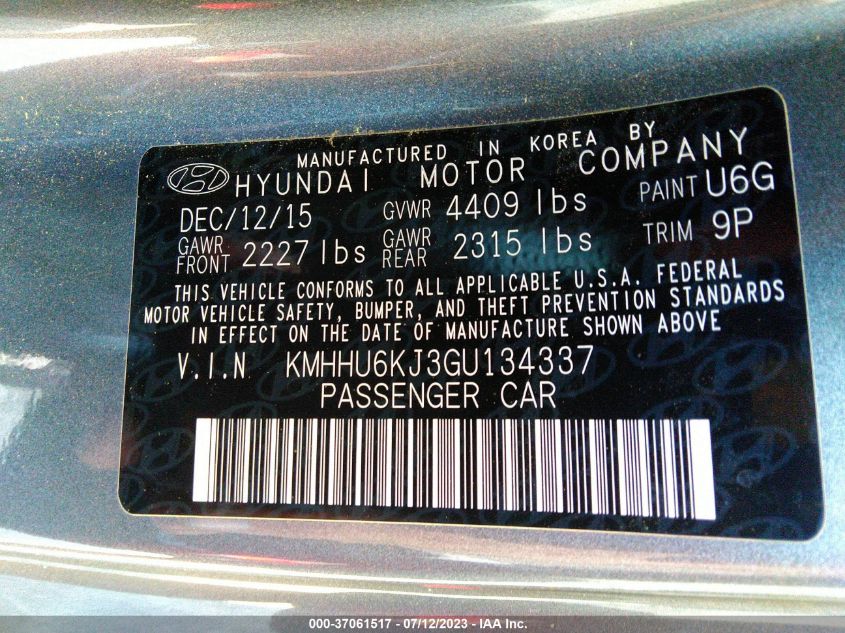 MANUFACTURED IN KOREA BY
HYUNDAI MOTOR COMPANY
DEC/12/15 GVWR 4409 lbs PAINT U6G
GAWR FRONT 2227 lbs GAWR REAR 2315 lbs TRIM 9P
THIS VEHICLE CONFORMS TO ALL APPLICABLE U.S.A. FEDERAL
MOTOR VEHICLE SAFETY, BUMPER, AND THEFT PREVENTION STANDARDS
IN EFFECT ON THE DATE OF MANUFACTURE SHOWN ABOVE
V.I.N KMHHU6KJ3GU134337
PASSENGER CAR
000-37061517 - 07/12/2023 - IAA Inc.